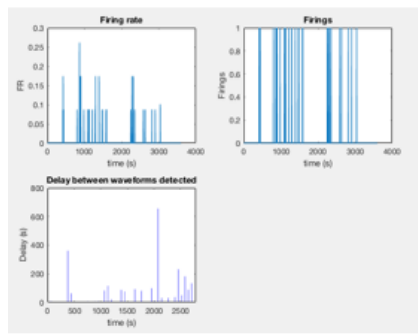 Firing rate
0.3
0.25
0.2
0.15
0.1
0.05
0
FR
0 1000 2000 3000 4000
time (s)
Firings
1
0.8
0.6
0.4
0.2
0
Firings
0 1000 2000 3000 4000
time (s)
Delay between waveforms detected
800
600
400
200
0
Delay (s)
0 500 1000 1500 2000 2500
time (s)